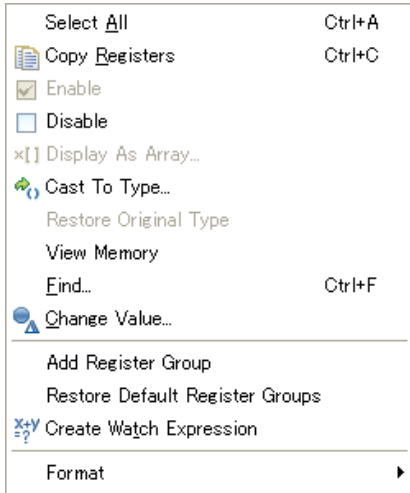 Select All Ctrl+A
Copy Registers Ctrl+C
Enable
Disable
×[] Display As Array...
Cast To Type...
Restore Original Type
View Memory
Find... Ctrl+F
Change Value...
Add Register Group
Restore Default Register Groups
x+y =? Create Watch Expression
Format